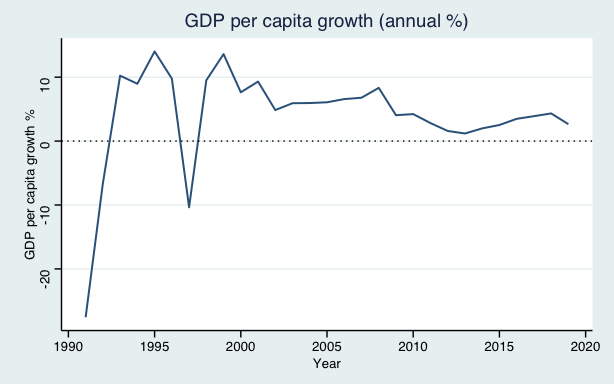 GDP per capita growth (annual %)
GDP per capita growth %
10
0
-10
-20
1990 1995 2000 2005 2010 2015 2020
Year